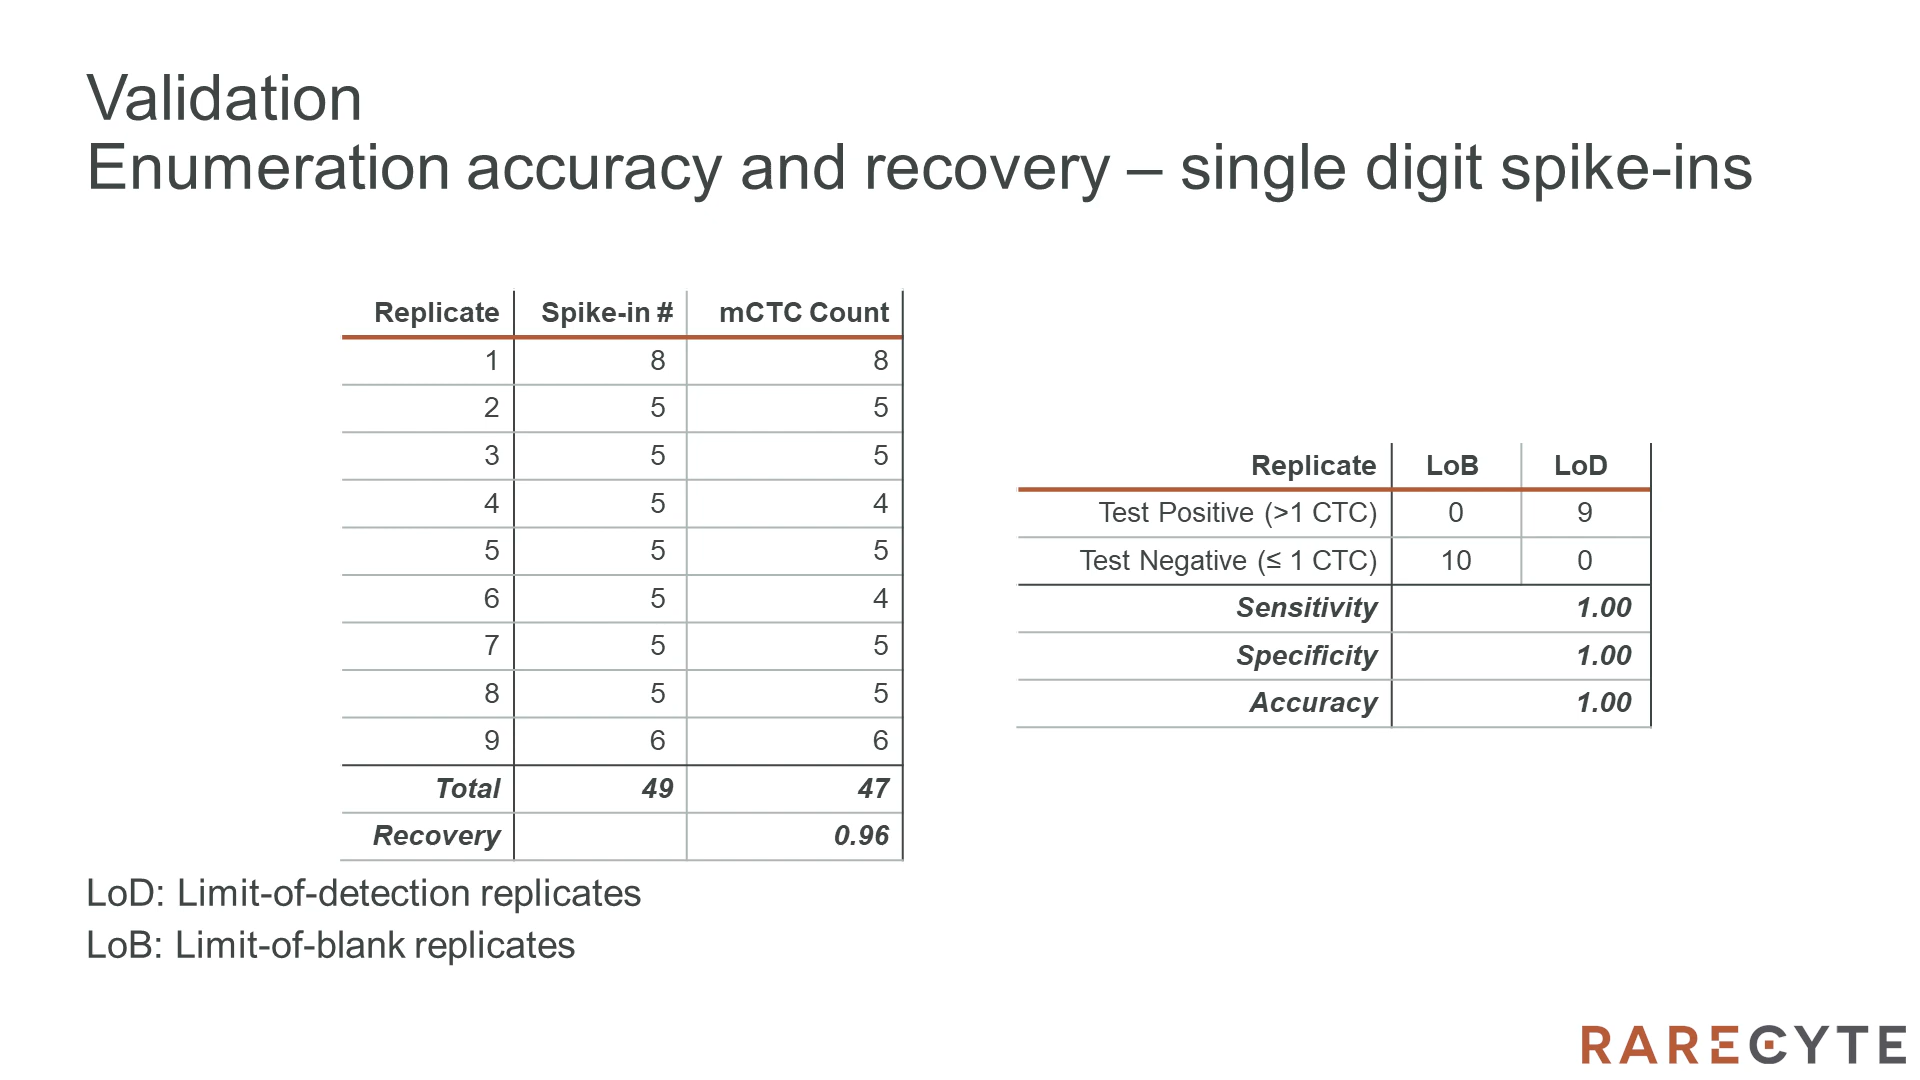 Validation
Enumeration accuracy and recovery – single digit spike-ins
Replicate Spike-in # mCTC Count
1 8 8
2 5 5
3 5 5
4 5 4
5 5 5
6 5 4
7 5 5
8 5 5
9 6 6
Total 49 47
Recovery 0.96
Replicate LoB LoD
Test Positive (>1 CTC) 0 9
Test Negative (≤ 1 CTC) 10 0
Sensitivity 1.00
Specificity 1.00
Accuracy 1.00
LoD: Limit-of-detection replicates
LoB: Limit-of-blank replicates
RARECYTE